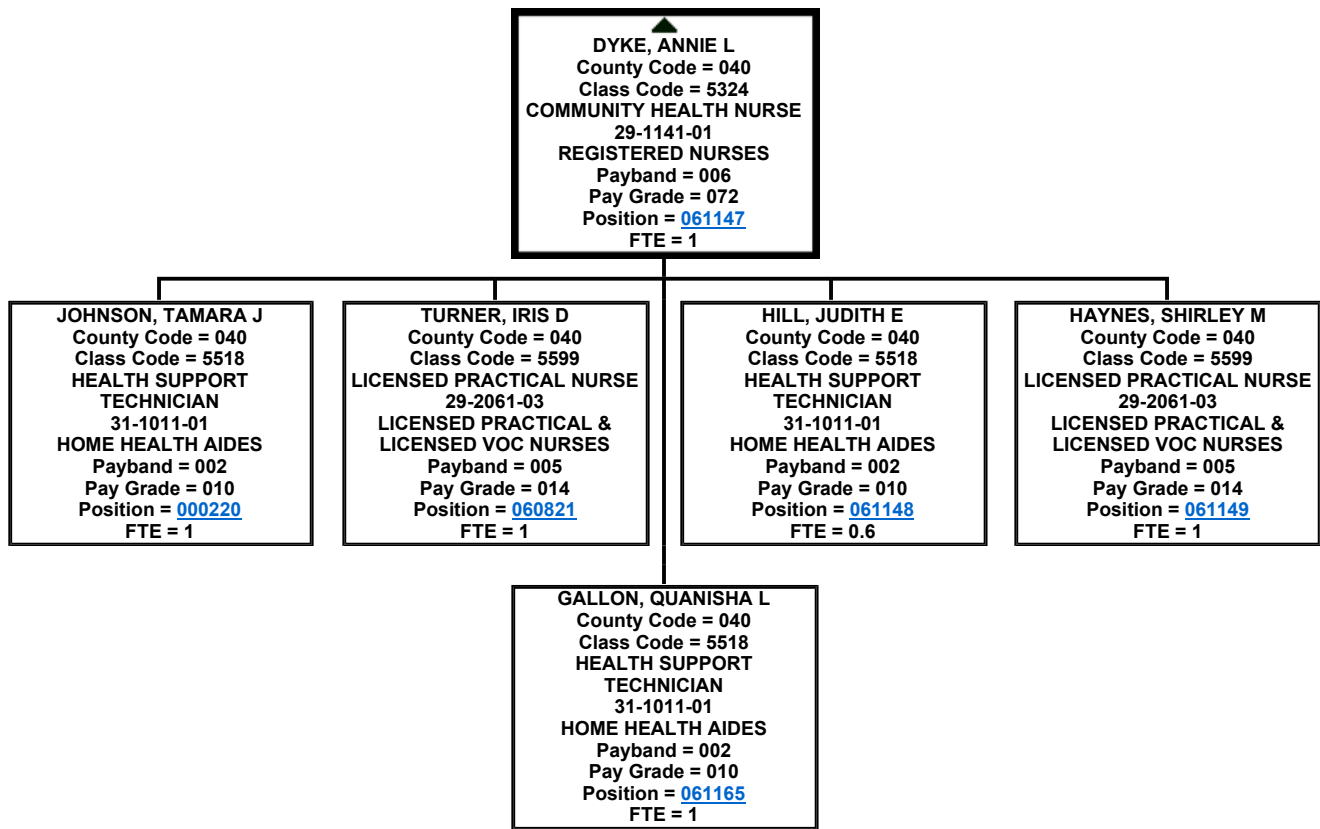 DYKE, ANNIE L
County Code = 040
Class Code = 5324
COMMUNITY HEALTH NURSE
29-1141-01
REGISTERED NURSES
Payband = 006
Pay Grade = 072
Position = 061147
FTE = 1
JOHNSON, TAMARA J
County Code = 040
Class Code = 5518
HEALTH SUPPORT
TECHNICIAN
31-1011-01
HOME HEALTH AIDES
Payband = 002
Pay Grade = 010
Position = 000220
FTE = 1
TURNER, IRIS D
County Code = 040
Class Code = 5599
LICENSED PRACTICAL NURSE
29-2061-03
LICENSED PRACTICAL &
LICENSED VOC NURSES
Payband = 005
Pay Grade = 014
Position = 060821
FTE = 1
HILL, JUDITH E
County Code = 040
Class Code = 5518
HEALTH SUPPORT
TECHNICIAN
31-1011-01
HOME HEALTH AIDES
Payband = 002
Pay Grade = 010
Position = 061148
FTE = 0.6
HAYNES, SHIRLEY M
County Code = 040
Class Code = 5599
LICENSED PRACTICAL NURSE
29-2061-03
LICENSED PRACTICAL &
LICENSED VOC NURSES
Payband = 005
Pay Grade = 014
Position = 061149
FTE = 1
GALLON, QUANISHA L
County Code = 040
Class Code = 5518
HEALTH SUPPORT
TECHNICIAN
31-1011-01
HOME HEALTH AIDES
Payband = 002
Pay Grade = 010
Position = 061165
FTE = 1